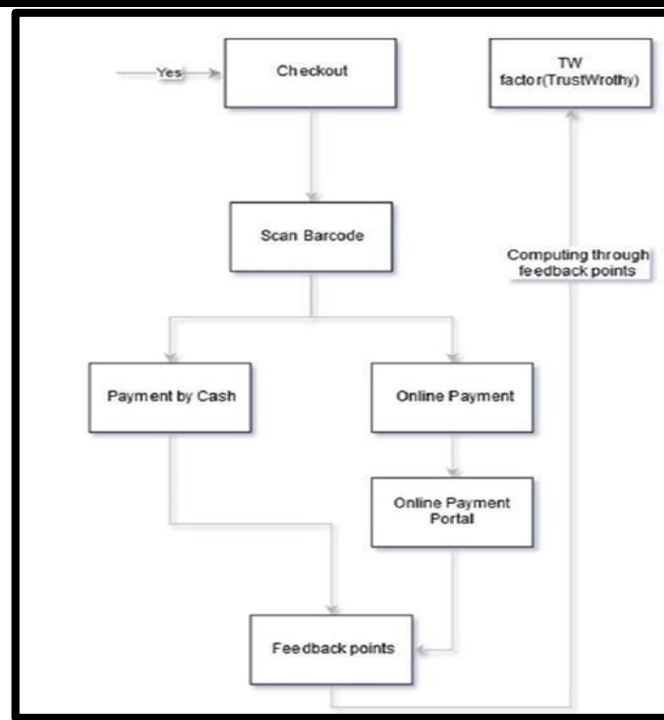 Yes
Checkout
TW
factor(TrustWrothy)
Scan Barcode
Computing through
feedback points
Payment by Cash
Online Payment
Online Payment
Portal
Feedback points